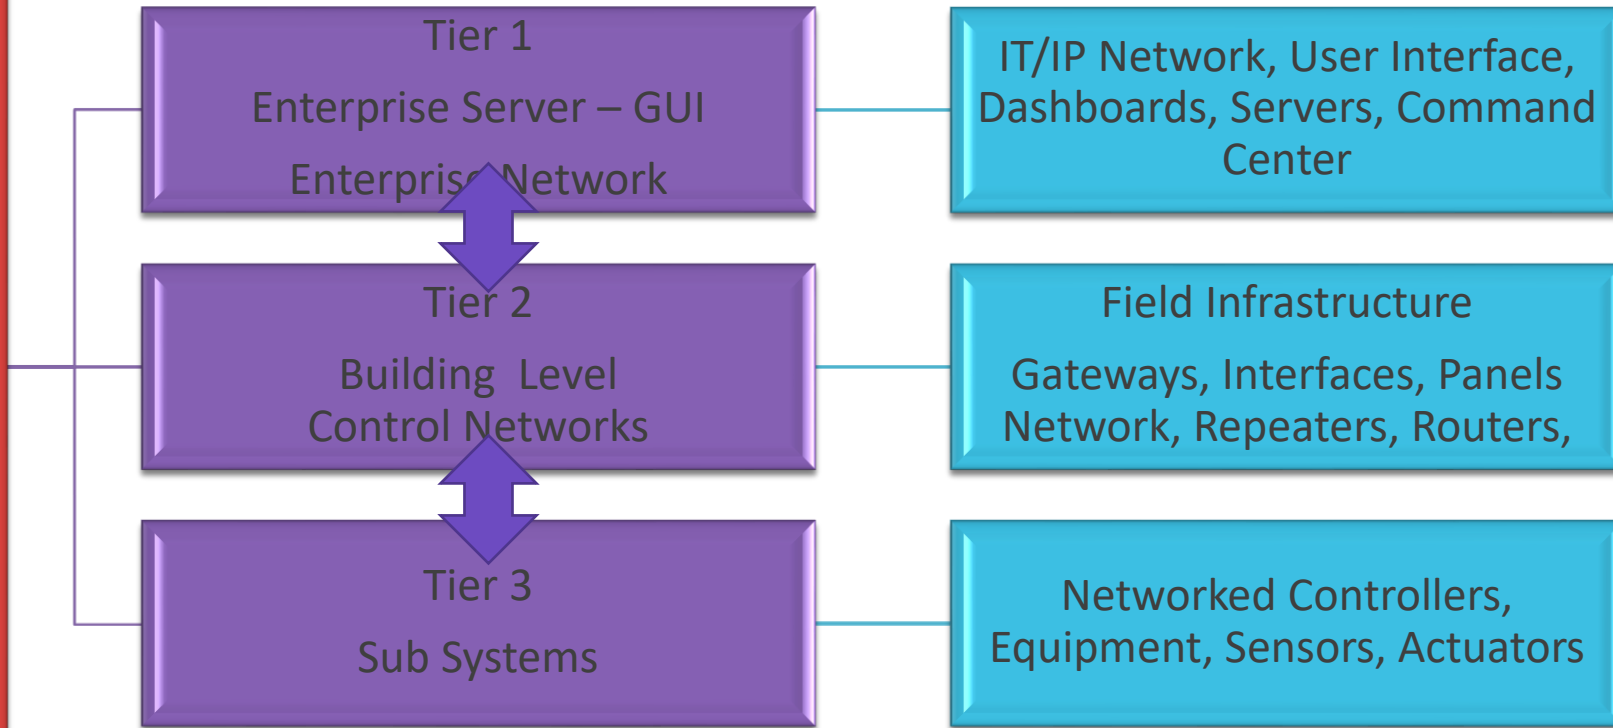 Tier 1
Enterprise Server – GUI
Enterprise Network
IT/IP Network, User Interface,
Dashboards, Servers, Command
Center
Tier 2
Building  Level
Control Networks
Field Infrastructure
Gateways, Interfaces, Panels
Network, Repeaters, Routers,
Tier 3
Sub Systems
Networked Controllers,
Equipment, Sensors, Actuators